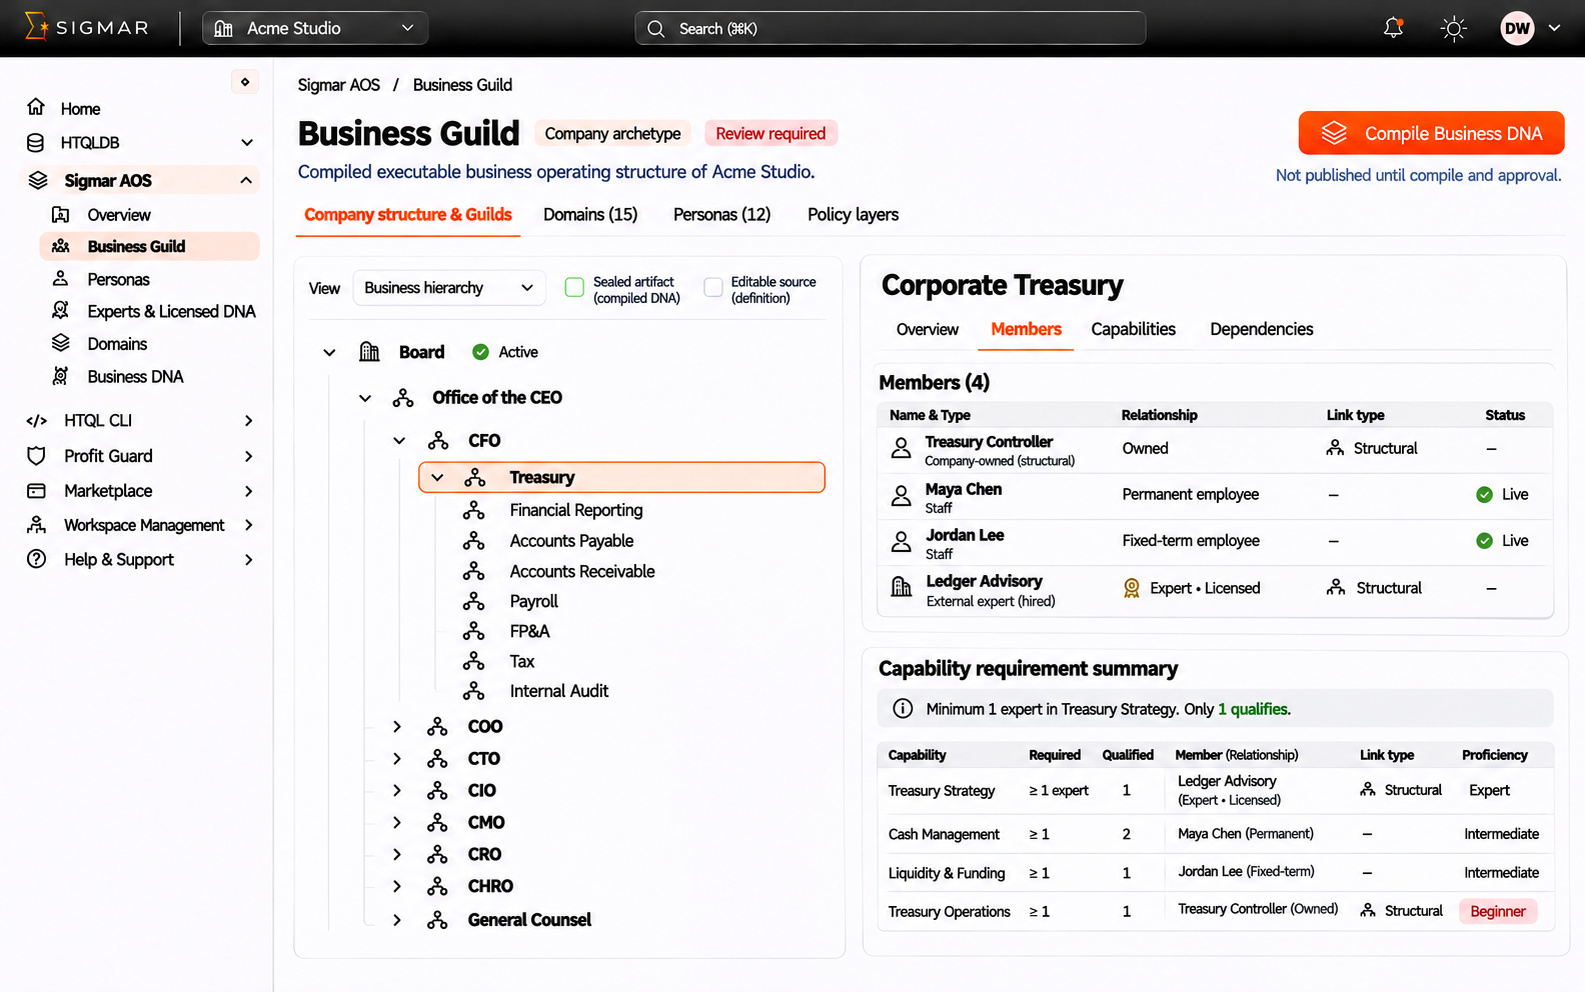 SIGMAR
Acme Studio
Search (⌘K)
DW
Home
HTQLDB
Sigmar AOS
Overview
Business Guild
Personas
Experts & Licensed DNA
Domains
Business DNA
HTQL CLI
Profit Guard
Marketplace
Workspace Management
Help & Support
Sigmar AOS / Business Guild
Business Guild Company archetype Review required
Compiled executable business operating structure of Acme Studio.
Compile Business DNA
Not published until compile and approval.
Company structure & Guilds Domains (15) Personas (12) Policy layers
View Business hierarchy
Sealed artifact
(compiled DNA)
Editable source
(definition)
Board Active
Office of the CEO
CFO
Treasury
Financial Reporting
Accounts Payable
Accounts Receivable
Payroll
FP&A
Tax
Internal Audit
COO
CTO
CIO
CMO
CRO
CHRO
General Counsel
Corporate Treasury
Overview Members Capabilities Dependencies
Members (4)
Name & Type Relationship Link type Status
Treasury Controller
Company-owned (structural)
Owned Structural –
Maya Chen
Staff
Permanent employee – Live
Jordan Lee
Staff
Fixed-term employee – Live
Ledger Advisory
External expert (hired)
Expert • Licensed Structural –
Capability requirement summary
Minimum 1 expert in Treasury Strategy. Only 1 qualifies.
Capability Required Qualified Member (Relationship) Link type Proficiency
Treasury Strategy ≥ 1 expert 1 Ledger Advisory
(Expert • Licensed)
Structural Expert
Cash Management ≥ 1 2 Maya Chen (Permanent) – Intermediate
Liquidity & Funding ≥ 1 1 Jordan Lee (Fixed-term) – Intermediate
Treasury Operations ≥ 1 1 Treasury Controller (Owned) Structural Beginner